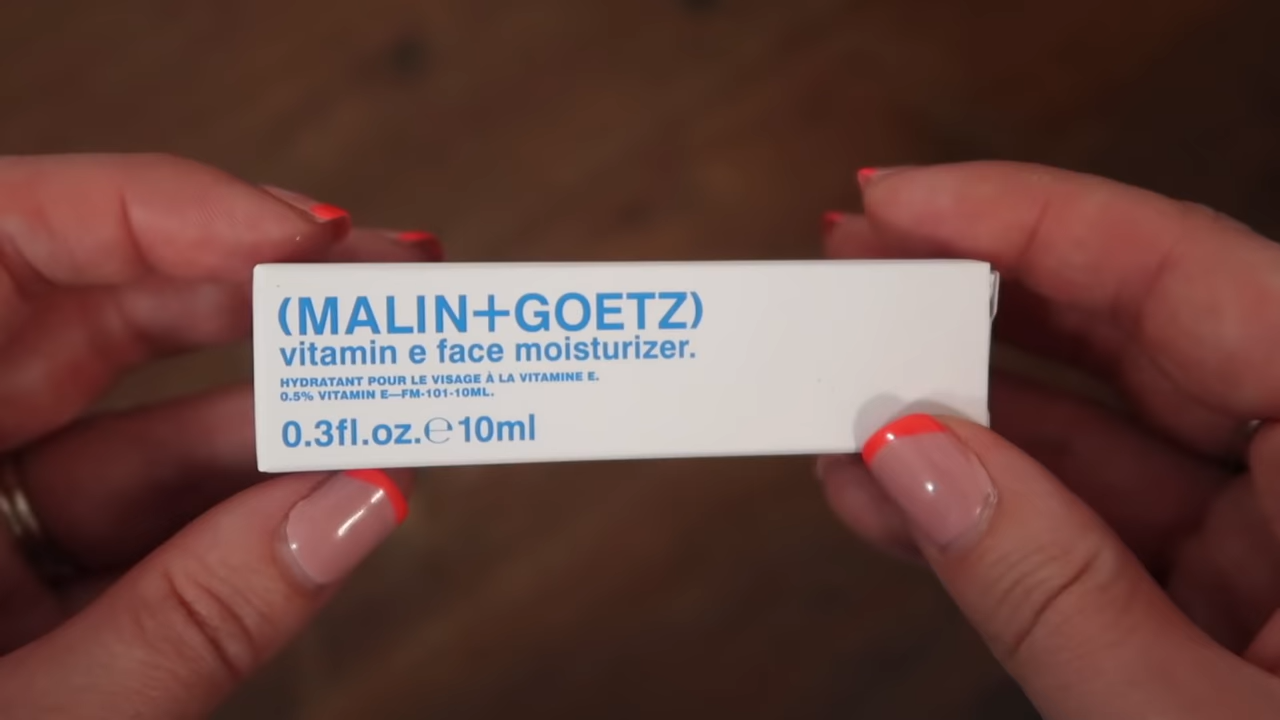 (MALIN+GOETZ)
vitamin e face moisturizer.
HYDRATANT POUR LE VISAGE À LA VITAMINE E.
0.5% VITAMIN E—FM-101-10ML.
0.3fl.oz.℮10ml